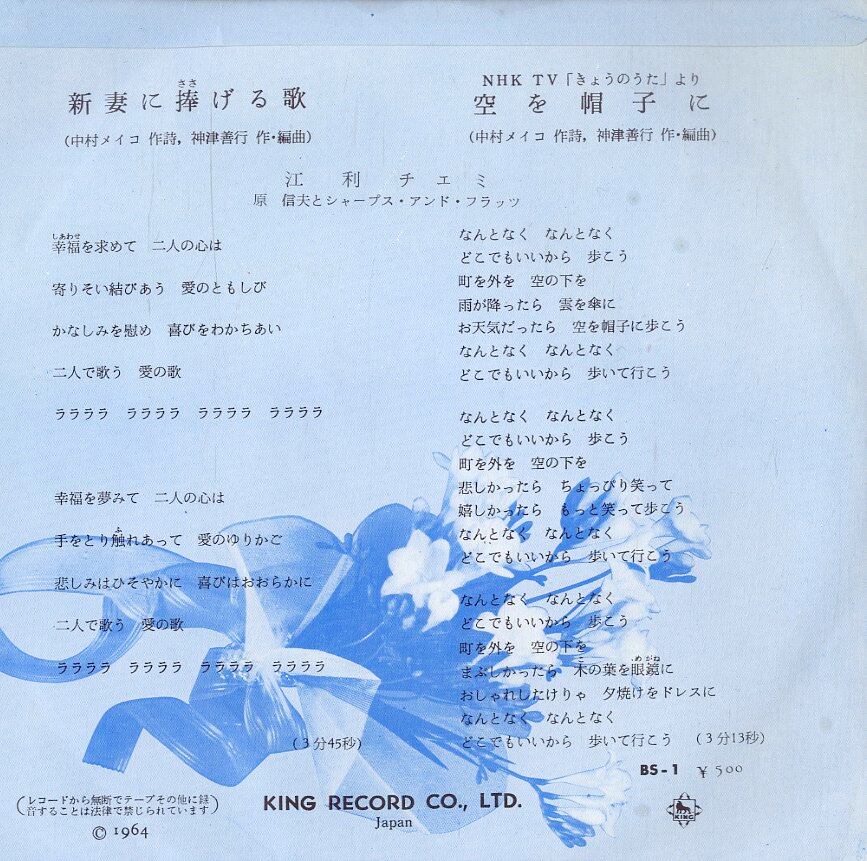 新妻に捧げる歌
ささ
(中村メイコ 作詩, 神津善行 作・編曲)
NHK TV「きょうのうた」より
空を帽子に
(中村メイコ 作詩, 神津善行 作・編曲)
江利チエミ
原 信夫とシャープス・アンド・フラッツ
しあわせ
幸福を求めて 二人の心は
寄りそい結びあう 愛のともしび
かなしみを慰め 喜びをわかちあい
二人で歌う 愛の歌
ララララ ララララ ララララ ララララ
幸福を夢みて 二人の心は
ふ
手をとり触れあって 愛のゆりかご
悲しみはひそやかに 喜びはおおらかに
二人で歌う 愛の歌
ララララ ララララ ララララ ララララ
(3分45秒)
なんとなく なんとなく
どこでもいいから 歩こう
町を外を 空の下を
雨が降ったら 雲を傘に
お天気だったら 空を帽子に歩こう
なんとなく なんとなく
どこでもいいから 歩いて行こう
なんとなく なんとなく
どこでもいいから 歩こう
町を外を 空の下を
悲しかったら ちょっぴり笑って
嬉しかったら もっと笑って歩こう
なんとなく なんとなく
どこでもいいから 歩いて行こう
なんとなく なんとなく
どこでもいいから 歩こう
町を外を 空の下を
こ めがね
まぶしかったら 木の葉を眼鏡に
おしゃれしたけりゃ 夕焼けをドレスに
なんとなく なんとなく
どこでもいいから 歩いて行こう (3分13秒)
BS-1 ¥500
(レコードから無断でテープその他に録
音することは法律で禁じられています)
© 1964
KING RECORD CO., LTD.
Japan
KING